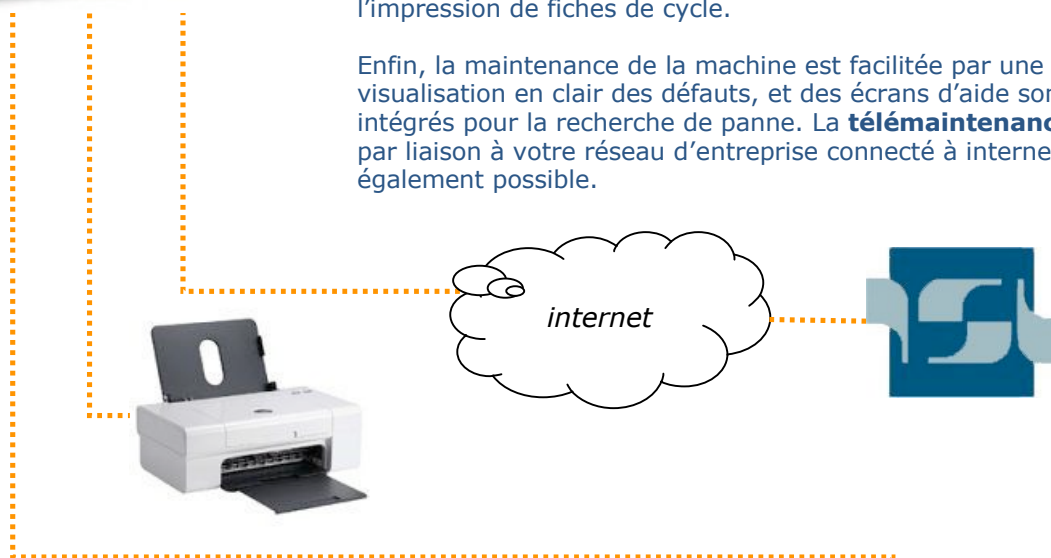 l'impression de fiches de cycle.
Enfin, la maintenance de la machine est facilitée par une
visualisation en clair des défauts, et des écrans d'aide
intégrés pour la recherche de panne. La
par liaison à votre réseau d'entreprise connecté à
également possible.
internet